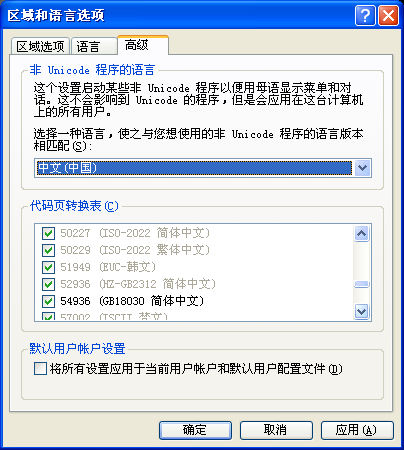 区域和语言选项
区域选项 语言 高级
非 Unicode 程序的语言
这个设置启动某些非 Unicode 程序以便用母语显示菜单和对
话。这不会影响到 Unicode 的程序，但是会应用在这台计算机
上的所有用户。
选择一种语言，使之与您想使用的非 Unicode 程序的语言版本
相匹配(S):
中文(中国)
代码页转换表(C)
50227 (ISO-2022 简体中文)
50229 (ISO-2022 繁体中文)
51949 (EUC-韩文)
52936 (HZ-GB2312 简体中文)
54936 (GB18030 简体中文)
57002 (ISCII 梵文)
默认用户帐户设置
将所有设置应用于当前用户帐户和默认用户配置文件(D)
确定 取消 应用(A)